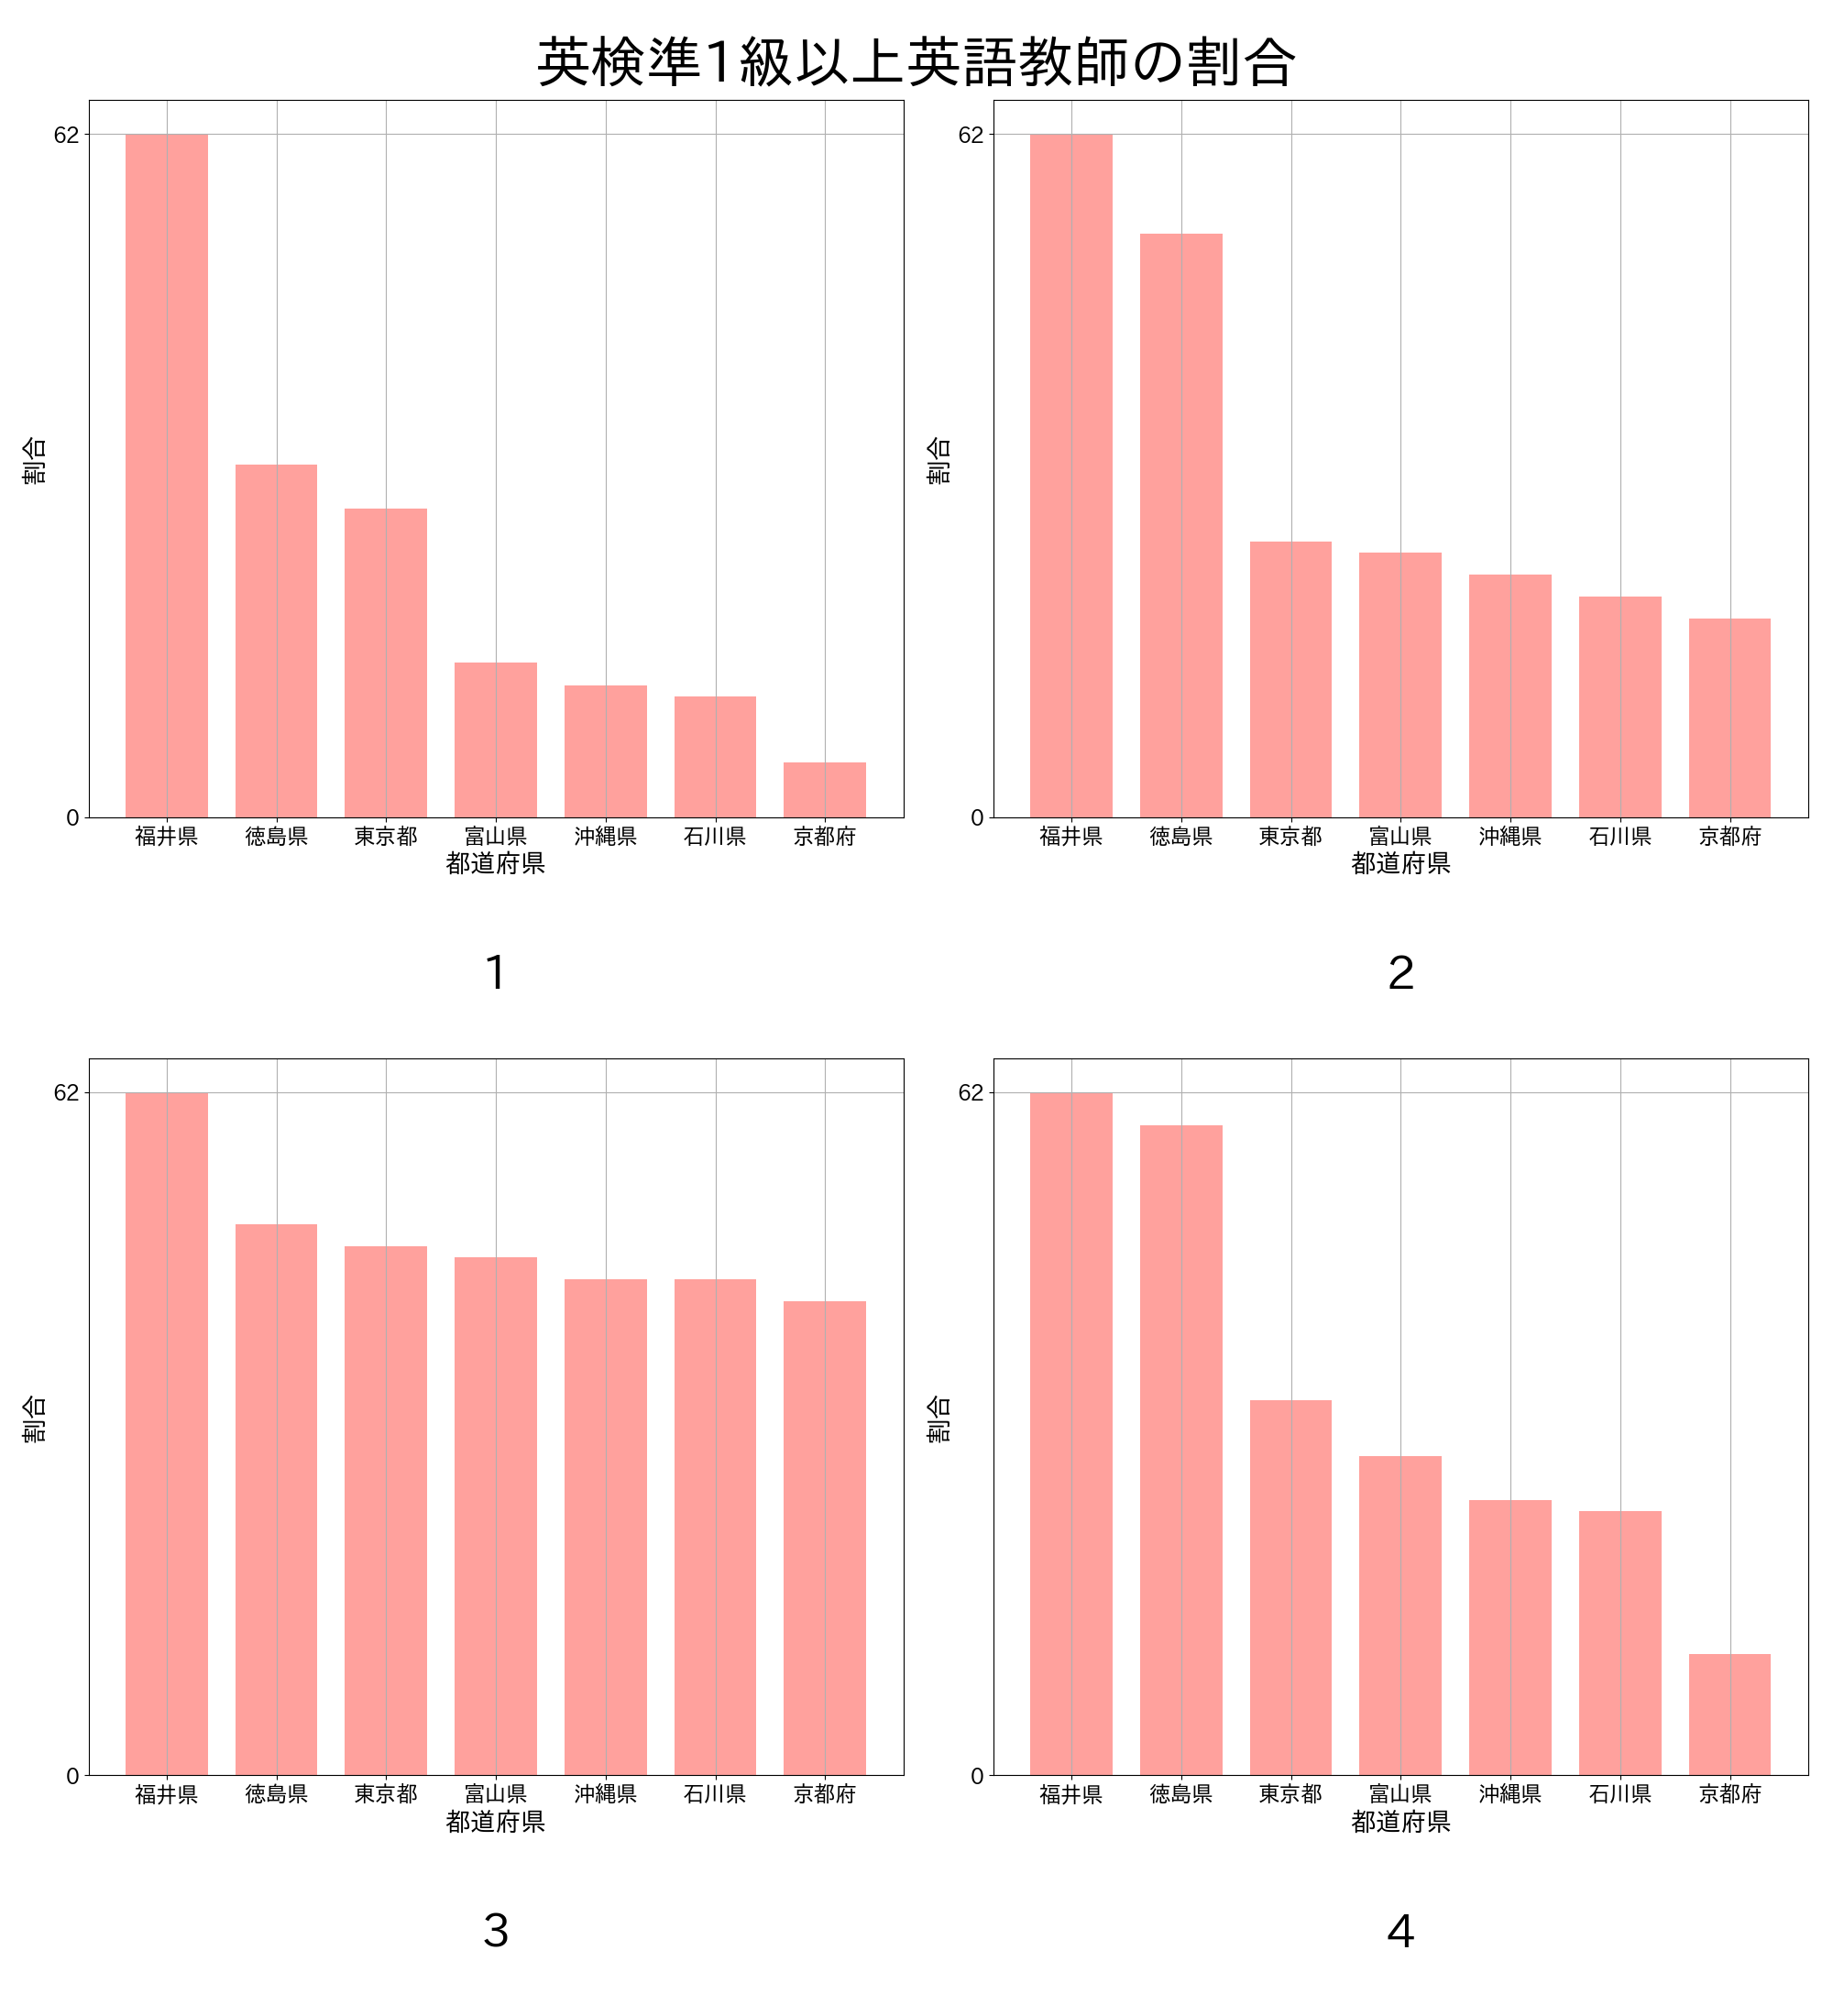 英検準1級以上英語教師の割合
62
割合
0
福井県 徳島県 東京都 富山県 沖縄県 石川県 京都府
都道府県
1
62
割合
0
福井県 徳島県 東京都 富山県 沖縄県 石川県 京都府
都道府県
2
62
割合
0
福井県 徳島県 東京都 富山県 沖縄県 石川県 京都府
都道府県
3
62
割合
0
福井県 徳島県 東京都 富山県 沖縄県 石川県 京都府
都道府県
4